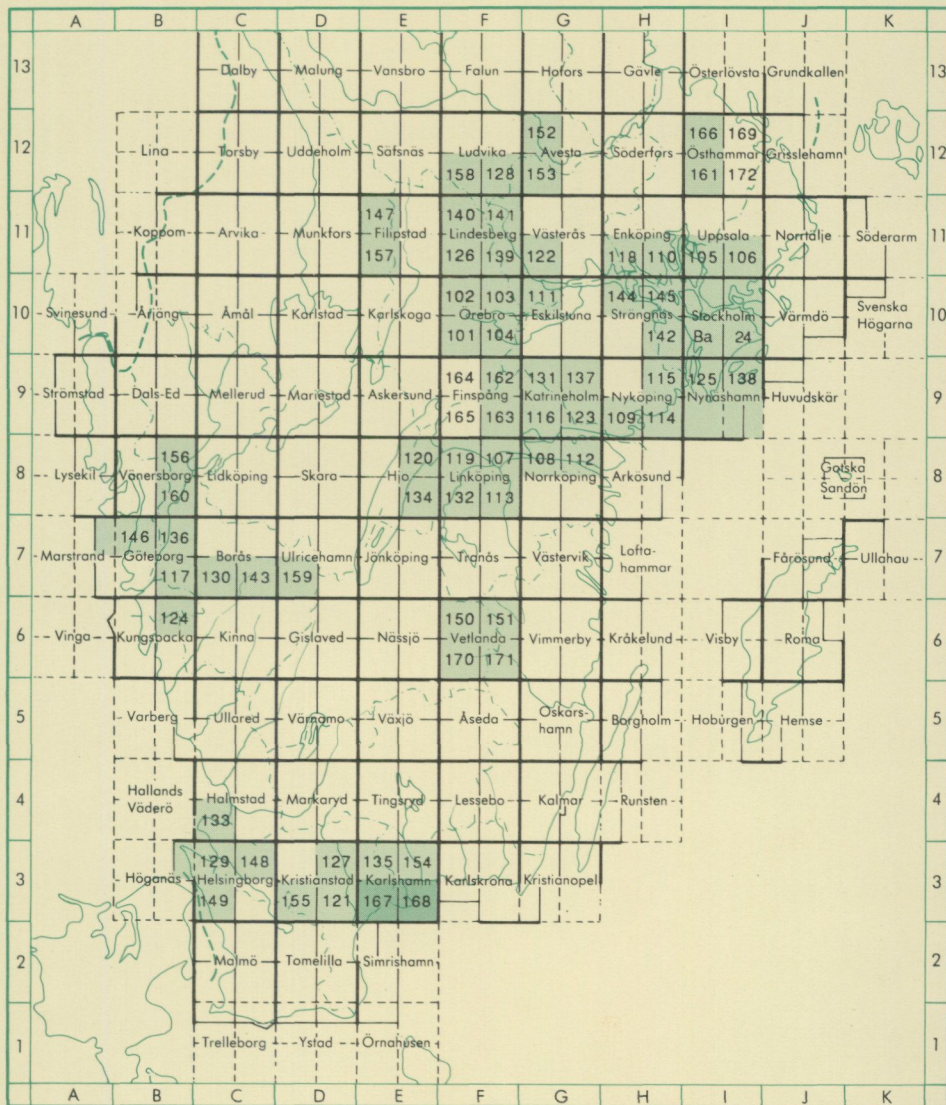 A B C D E F G H I J K
13 Dalby Malung Vansbro Falun Hofors Gävle Österlövsta Grundkallen 13
152 166 169
12 Lina Torsby Uddeholm Säfsnäs Ludvika Avesta Söderfors Östhammar Grisslehamn 12
158 128 153 161 172
147 140 141
11 Koppom Arvika Munkfors Filipstad Lindesberg Västerås Enköping Uppsala Norrtälje Söderarm 11
157 126 139 122 118 110 105 106
102 103 111 144 145
10 Svinesund Årjäng Åmål Karlstad Karlskoga Örebro Eskilstuna Strängnäs Stockholm Värmdö Svenska Högarna 10
101 104 142 Ba 24
164 162 131 137 115 125 138
9 Strömstad Dals-Ed Mellerud Mariestad Askersund Finspång Katrineholm Nyköping Nynäshamn Huvudskär 9
165 163 116 123 109 114
156 120 119 107 108 112
8 Lysekil Vänersborg Lidköping Skara Hjo Linköping Norrköping Arkösund Gotska Sandön 8
160 134 132 113
146 136
7 Marstrand Göteborg Borås Ulricehamn Jönköping Tranås Västervik Lofta-hammar Fårösund Ullahau 7
117 130 143 159
124 150 151
6 Vinga Kungsbacka Kinna Gislaved Nässjö Vetlanda Vimmerby Kråkelund Visby Roma 6
170 171
5 Varberg Ullared Värnamo Växjö Åseda Oskars-hamn Borgholm Hoburgen Hemse 5
4 Hallands Väderö Halmstad Markaryd Tingsryd Lessebo Kalmar Runsten 4
133
129 148 127 135 154
3 Höganäs Helsingborg Kristianstad Karlshamn Karlskrona Kristianopel 3
149 155 121 167 168
2 Malmö Tomelilla Simrishamn 2
1 Trelleborg Ystad Örnahusen 1
A B C D E F G H I J K